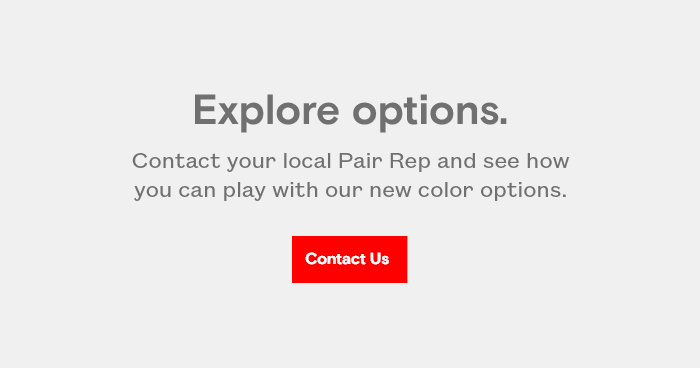 Explore options.
Contact your local Pair Rep and see how
you can play with our new color options.
Contact Us